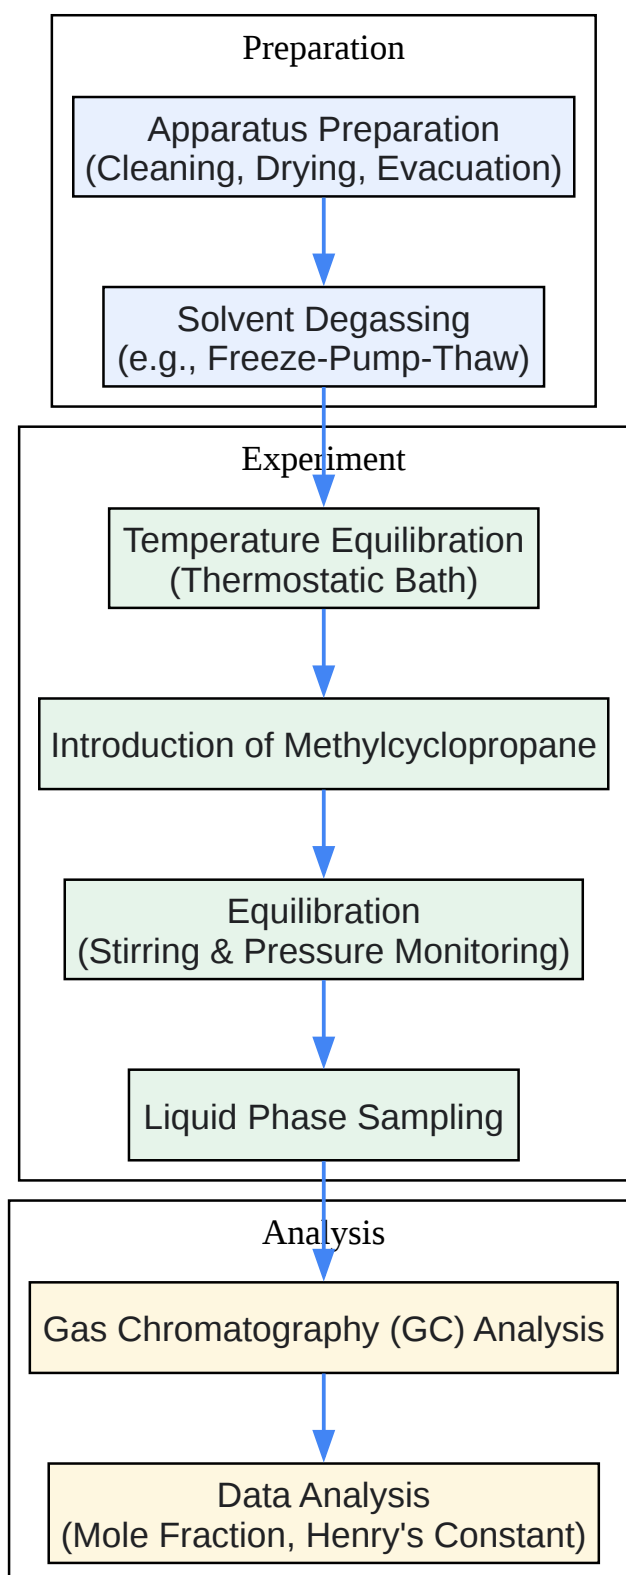 Preparation
Apparatus Preparation
(Cleaning, Drying, Evacuation)
Solvent Degassing
(e.g., Freeze-Pump-Thaw)
Experiment
Temperature Equilibration
(Thermostatic Bath)
Introduction of Methylcyclopropane
Equilibration
(Stirring & Pressure Monitoring)
Liquid Phase Sampling
Analysis
Gas Chromatography (GC) Analysis
Data Analysis
(Mole Fraction, Henry's Constant)